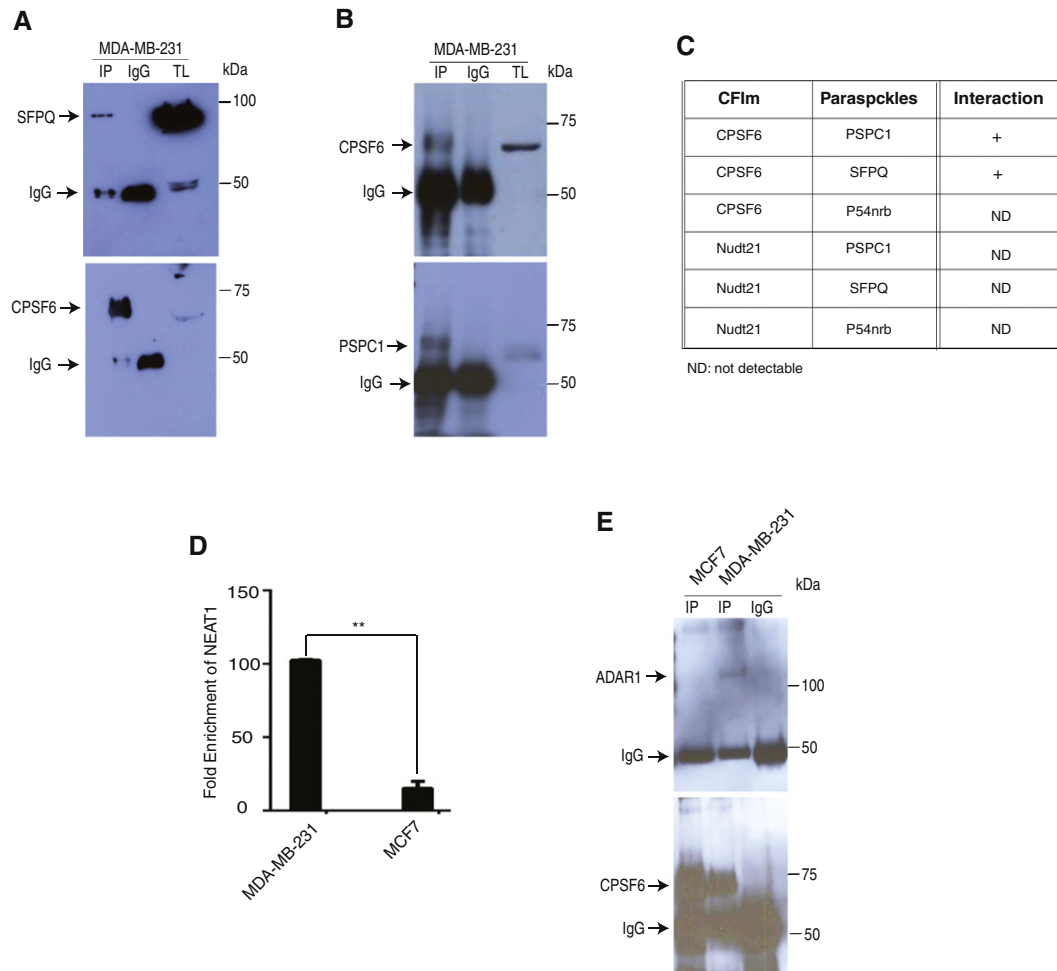 A
MDA-MB-231
IP IgG TL kDa
SFPQ
100
IgG
50
CPSF6
75
IgG
50
B
MDA-MB-231
IP IgG TL kDa
CPSF6
75
IgG
50
PSPC1
75
IgG
50
C
CFIm Paraspckles Interaction
CPSF6 PSPC1 +
CPSF6 SFPQ +
CPSF6 P54nrb ND
Nudt21 PSPC1 ND
Nudt21 SFPQ ND
Nudt21 P54nrb ND
ND: not detectable
D
Fold Enrichment of NEAT1
150
100
50
0
**
MDA-MB-231
MCF7
E
MCF7
MDA-MB-231
kDa
IP IP IgG
ADAR1
100
IgG
50
CPSF6
75
IgG
50